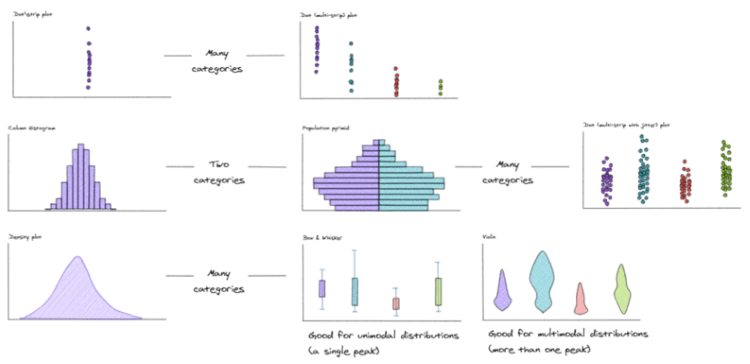 Dot/strip plot
Dot (multi-strip) plot
Many
categories
Column histogram
Population pyramid
Dot (multi-strip with jitter) plot
Two
categories
Many
categories
Density plot
Box & Whisker
Violin
Many
categories
Good for unimodal distributions
(a single peak)
Good for multimodal distributions
(more than one peak)